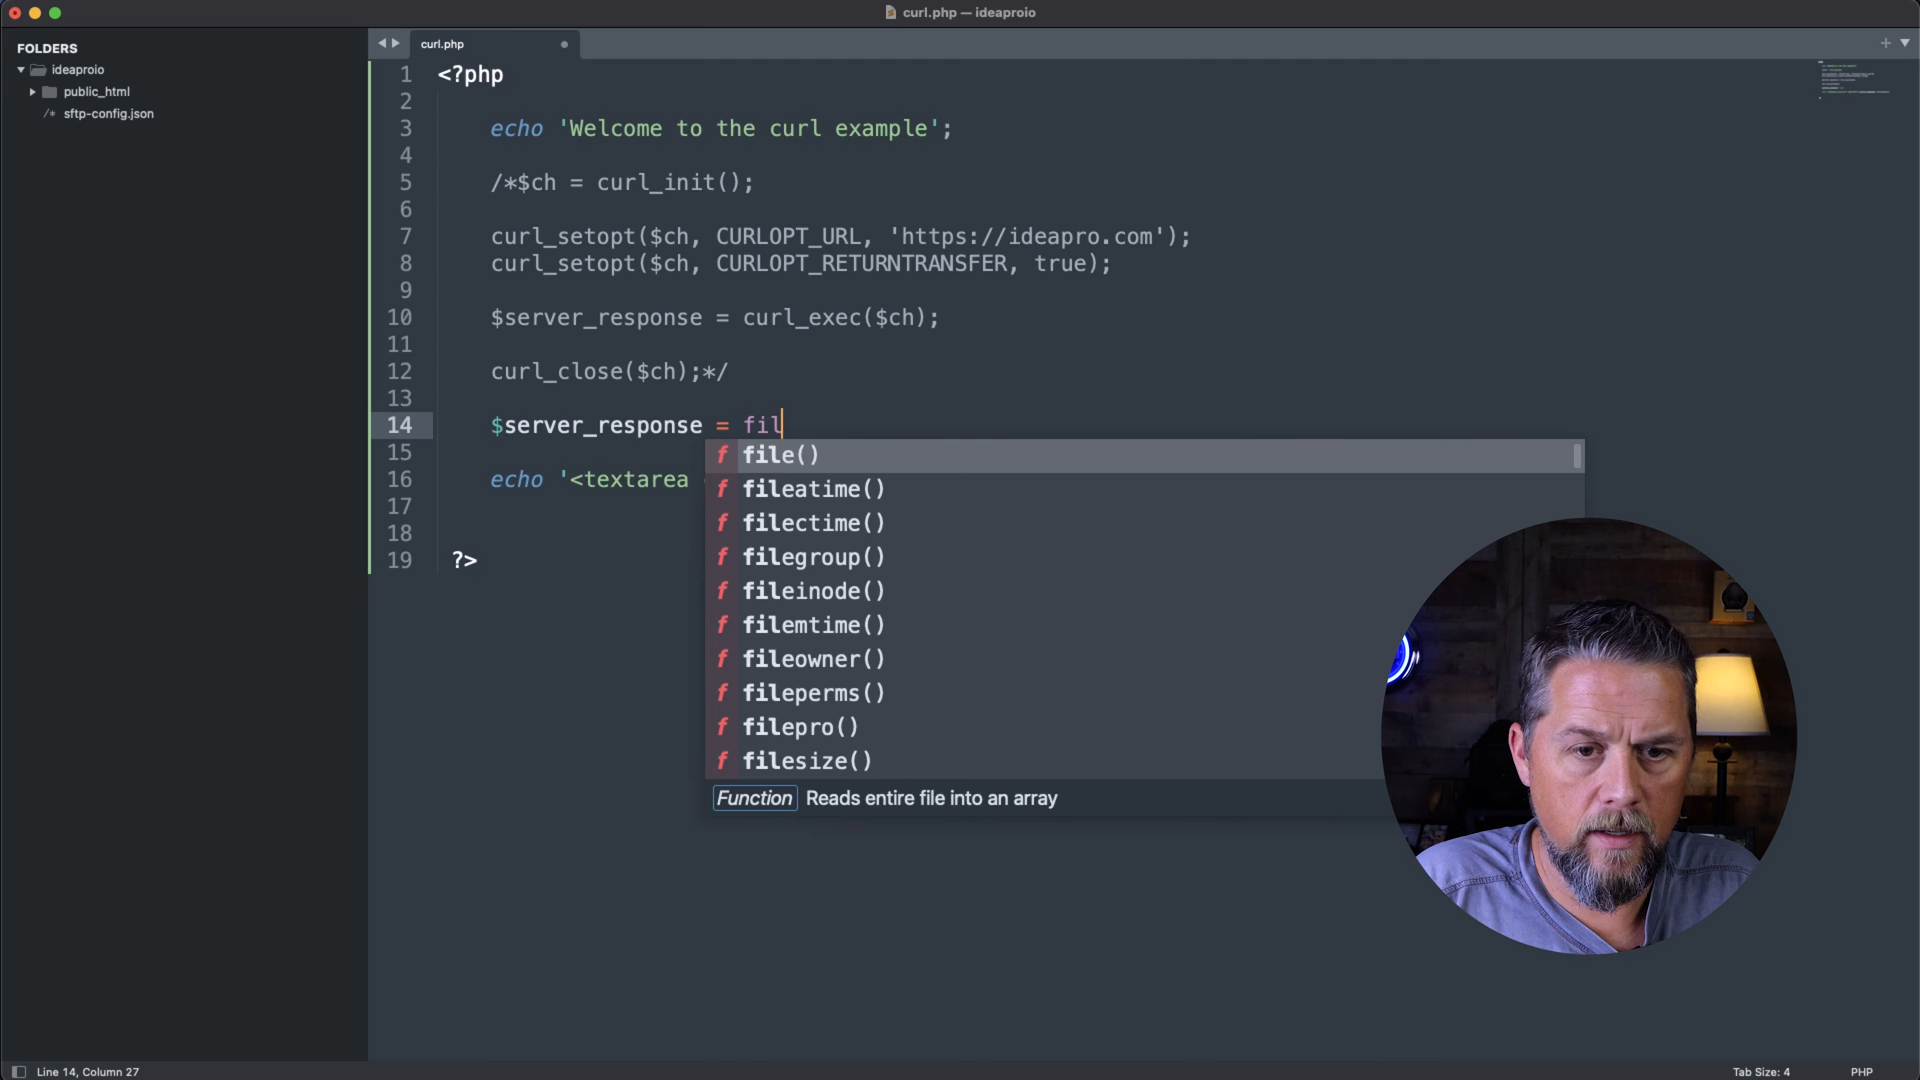 curl.php — ideaproio
FOLDERS
ideaproio
public_html
/* sftp-config.json
curl.php
1 <?php
2
3 echo 'Welcome to the curl example';
4
5 /*$ch = curl_init();
6
7 curl_setopt($ch, CURLOPT_URL, 'https://ideapro.com');
8 curl_setopt($ch, CURLOPT_RETURNTRANSFER, true);
9
10 $server_response = curl_exec($ch);
11
12 curl_close($ch);*/
13
14 $server_response = fil
15
16 echo '<textarea
17
18
19 ?>
f file()
f fileatime()
f filectime()
f filegroup()
f fileinode()
f filemtime()
f fileowner()
f fileperms()
f filepro()
f filesize()
Function Reads entire file into an array
Line 14, Column 27
Tab Size: 4
PHP